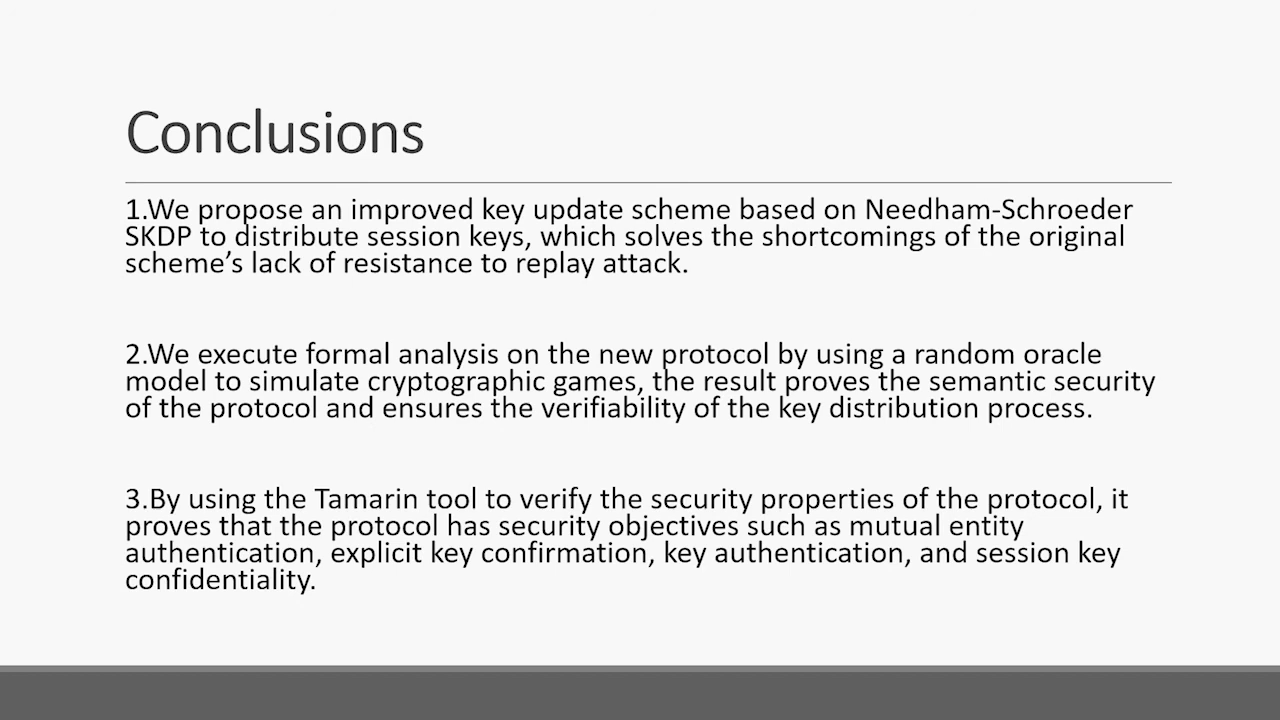 Conclusions
1.We propose an improved key update scheme based on Needham-Schroeder
SKDP to distribute session keys, which solves the shortcomings of the original
scheme’s lack of resistance to replay attack.
2.We execute formal analysis on the new protocol by using a random oracle
model to simulate cryptographic games, the result proves the semantic security
of the protocol and ensures the verifiability of the key distribution process.
3.By using the Tamarin tool to verify the security properties of the protocol, it
proves that the protocol has security objectives such as mutual entity
authentication, explicit key confirmation, key authentication, and session key
confidentiality.